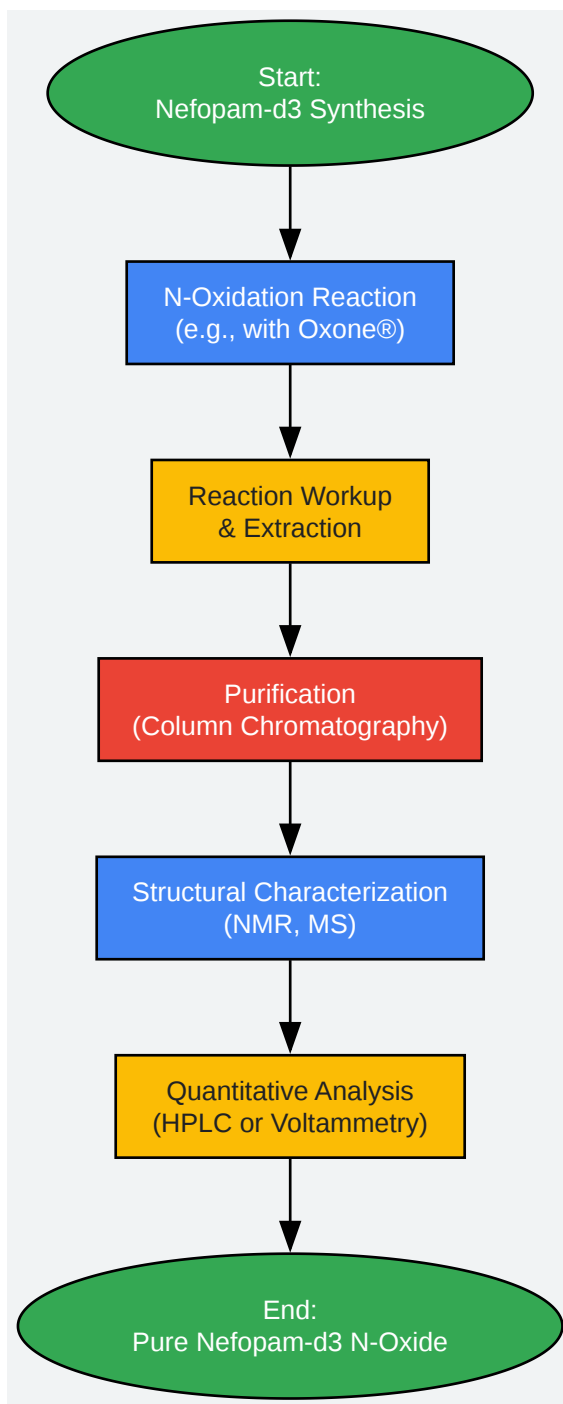 Start:
Nefopam-d3 Synthesis
N-Oxidation Reaction
(e.g., with Oxone®)
Reaction Workup
& Extraction
Purification
(Column Chromatography)
Structural Characterization
(NMR, MS)
Quantitative Analysis
(HPLC or Voltammetry)
End:
Pure Nefopam-d3 N-Oxide